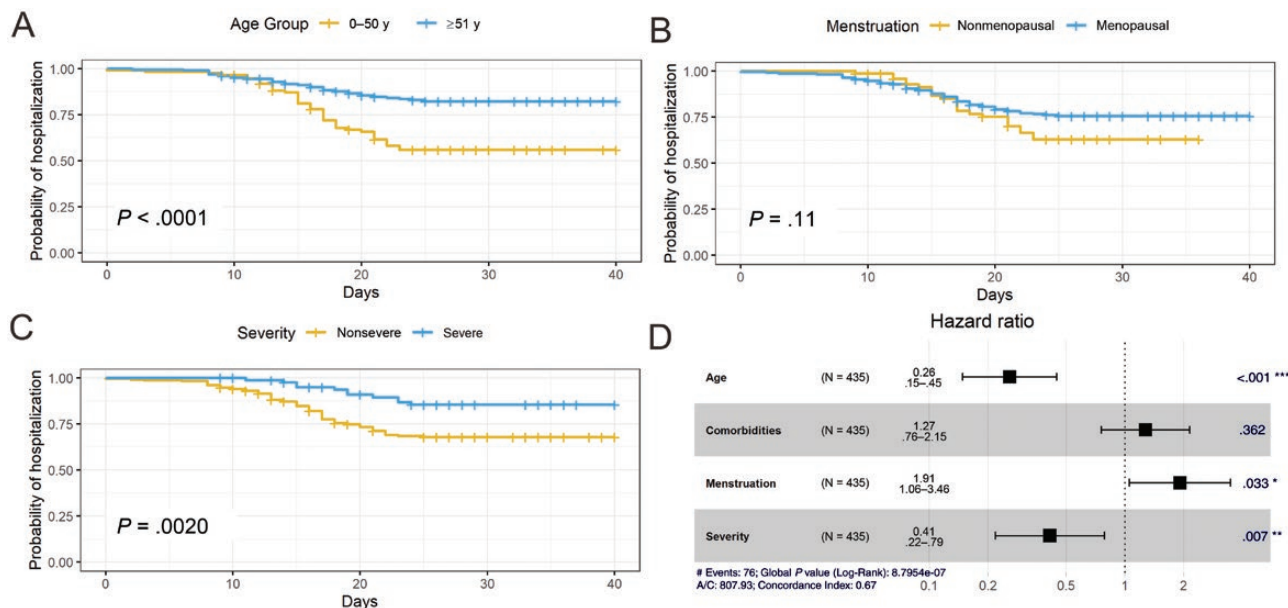 A
Age Group 0–50 y ≥51 y
Probability of hospitalization
1.00
0.75
0.50
0.25
0.00
P < .0001
0 10 20 30 40
Days
B
Menstruation Nonmenopausal Menopausal
Probability of hospitalization
1.00
0.75
0.50
0.25
0.00
P = .11
0 10 20 30 40
Days
C
Severity Nonsevere Severe
Probability of hospitalization
1.00
0.75
0.50
0.25
0.00
P = .0020
0 10 20 30 40
Days
D
Hazard ratio
Age (N = 435) 0.26 <.001 ***
.15–.45
Comorbidities (N = 435) 1.27 .362
.76–2.15
Menstruation (N = 435) 1.91 .033 *
1.06–3.46
Severity (N = 435) 0.41 .007 **
.22–.79
# Events: 76; Global P value (Log-Rank): 8.7954e-07
A/C: 807.93; Concordance Index: 0.67
0.1 0.2 0.5 1 2